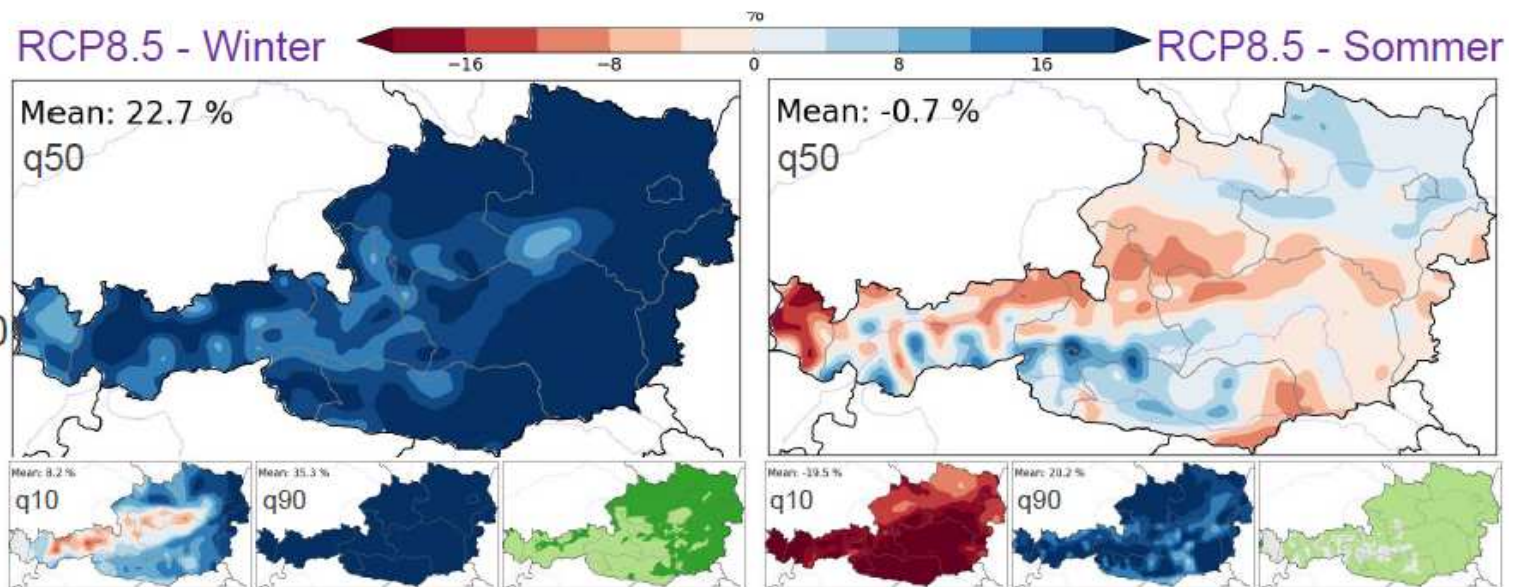 %
RCP8.5 - Winter
RCP8.5 - Sommer
−16 −8 0 8 16
Mean: 22.7 %
q50
Mean: -0.7 %
q50
Mean: 8.2 %
q10
Mean: 35.3 %
q90
Mean: -19.5 %
q10
Mean: 20.2 %
q90